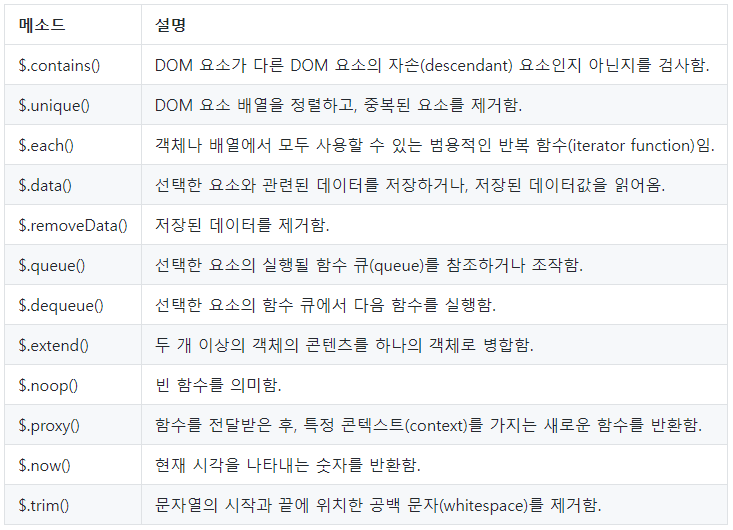 메소드 설명
$.contains() DOM 요소가 다른 DOM 요소의 자손(descendant) 요소인지 아닌지를 검사함.
$.unique() DOM 요소 배열을 정렬하고, 중복된 요소를 제거함.
$.each() 객체나 배열에서 모두 사용할 수 있는 범용적인 반복 함수(iterator function)임.
$.data() 선택한 요소와 관련된 데이터를 저장하거나, 저장된 데이터값을 읽어옴.
$.removeData() 저장된 데이터를 제거함.
$.queue() 선택한 요소의 실행될 함수 큐(queue)를 참조하거나 조작함.
$.dequeue() 선택한 요소의 함수 큐에서 다음 함수를 실행함.
$.extend() 두 개 이상의 객체의 콘텐츠를 하나의 객체로 병합함.
$.noop() 빈 함수를 의미함.
$.proxy() 함수를 전달받은 후, 특정 콘텍스트(context)를 가지는 새로운 함수를 반환함.
$.now() 현재 시각을 나타내는 숫자를 반환함.
$.trim() 문자열의 시작과 끝에 위치한 공백 문자(whitespace)를 제거함.